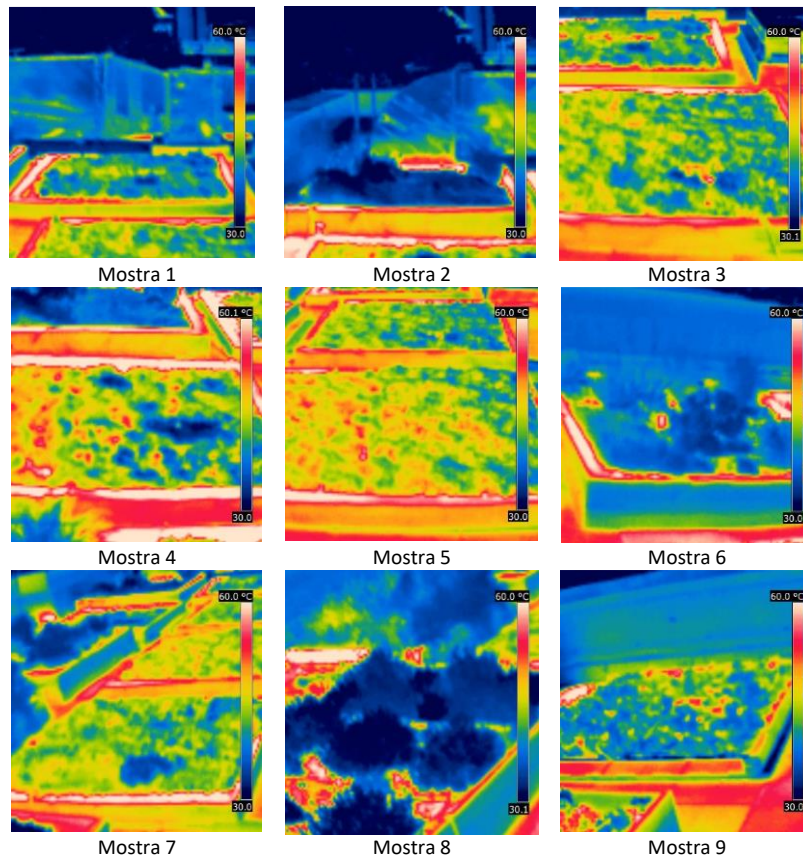 60.0 °C
30.0
Mostra 1
60.0 °C
30.0
Mostra 2
60.0 °C
30.1
Mostra 3
60.1 °C
30.0
Mostra 4
60.0 °C
30.0
Mostra 5
60.0 °C
30.0
Mostra 6
60.0 °C
30.0
Mostra 7
60.0 °C
30.1
Mostra 8
60.0 °C
30.0
Mostra 9